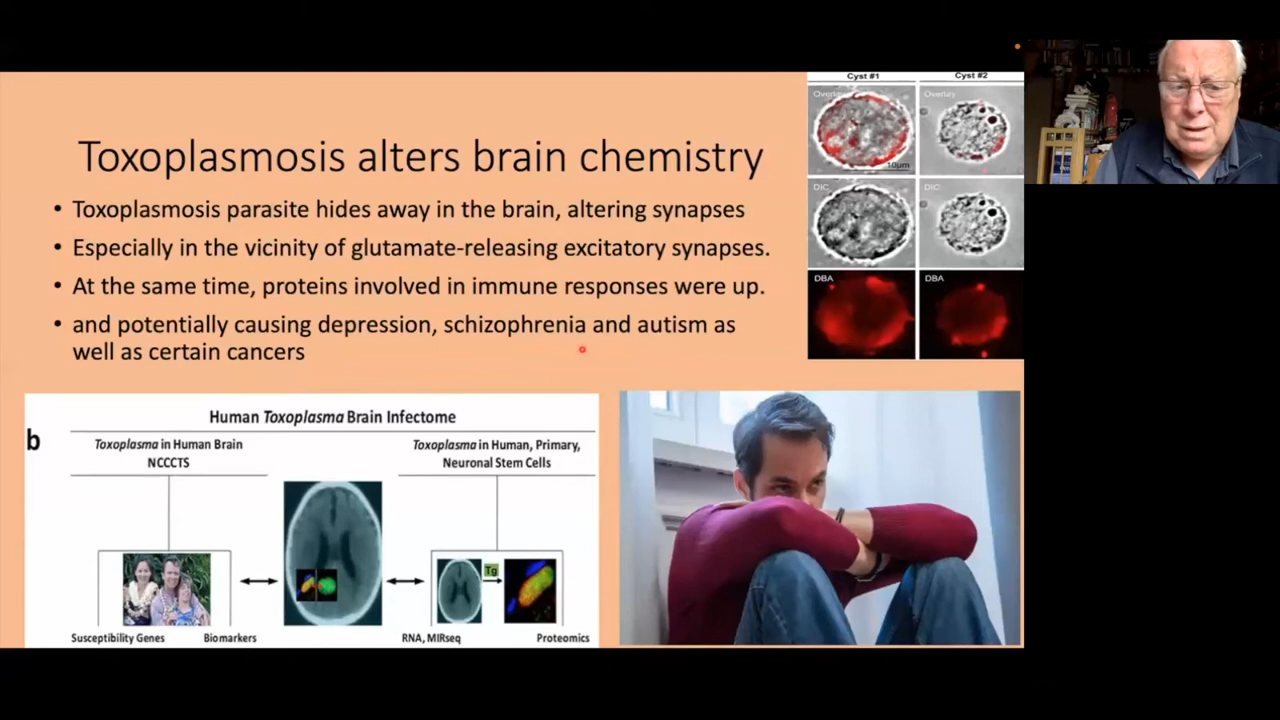 Toxoplasmosis alters brain chemistry
• Toxoplasmosis parasite hides away in the brain, altering synapses
• Especially in the vicinity of glutamate-releasing excitatory synapses.
• At the same time, proteins involved in immune responses were up.
• and potentially causing depression, schizophrenia and autism as
well as certain cancers
Cyst #1
Cyst #2
Overlay
10μm
Overlay
DIC
DIC
DBA
DBA
b
Human Toxoplasma Brain Infectome
Toxoplasma in Human Brain
NCCCTS
Toxoplasma in Human, Primary,
Neuronal Stem Cells
Tg
Susceptibility Genes
Biomarkers
RNA, MIRseq
Proteomics